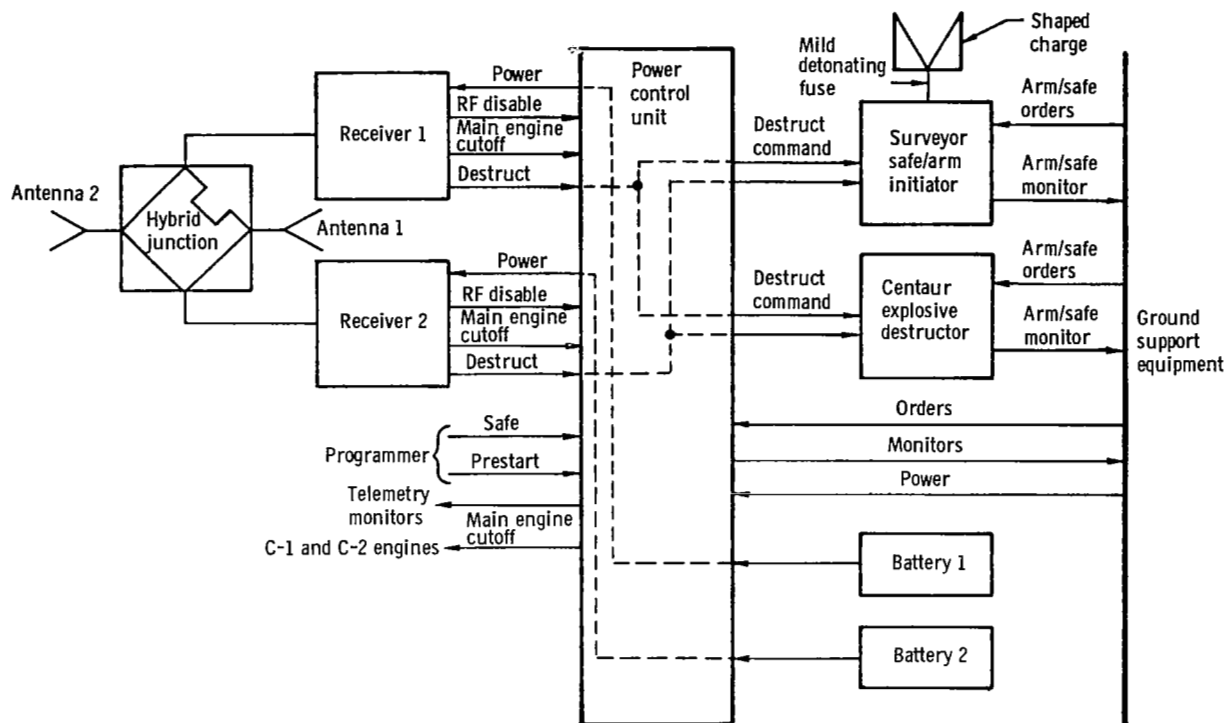 Shaped
charge
Mild
detonating
fuse
Power
RF disable
Main engine
cutoff
Destruct
Receiver 1
Power
control
unit
Destruct
command
Surveyor
safe/arm
initiator
Arm/safe
orders
Arm/safe
monitor
Antenna 2
Hybrid
junction
Antenna 1
Power
RF disable
Main engine
cutoff
Destruct
Receiver 2
Destruct
command
Centaur
explosive
destructor
Arm/safe
orders
Arm/safe
monitor
Ground
support
equipment
Orders
Monitors
Power
Programmer
Safe
Prestart
Telemetry
monitors
Main engine
cutoff
C-1 and C-2 engines
Battery 1
Battery 2